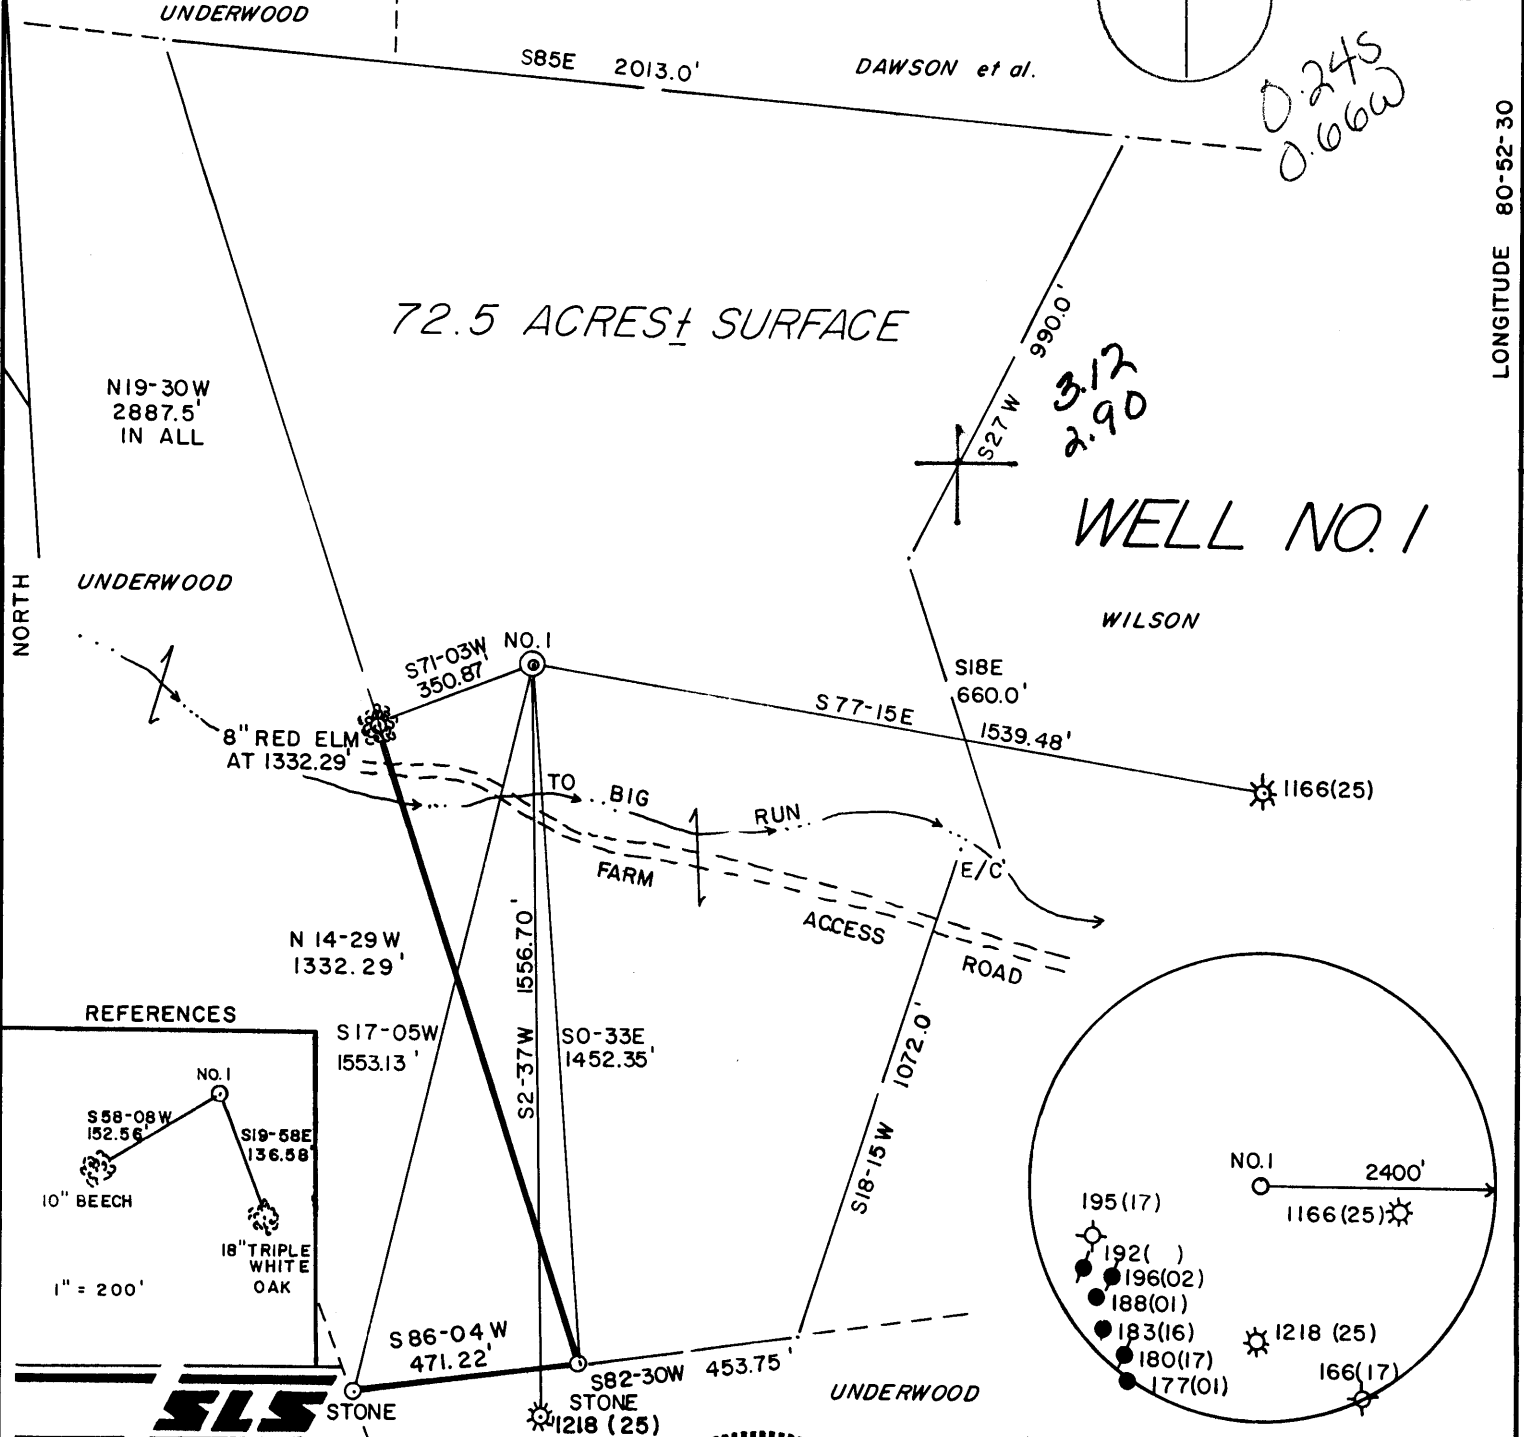 UNDERWOOD
S85E 2013.0'
DAWSON et al.
0.24S
0.66W
LONGITUDE 80-52-30
72.5 ACRES± SURFACE
N19-30W
2887.5'
IN ALL
990.0'
S27W
3.12
2.90
WELL NO. 1
NORTH
UNDERWOOD
WILSON
NO. 1
S71-03W
350.87'
S18E
660.0'
S77-15E
1539.48'
8" RED ELM
AT 1332.29'
1166(25)
TO BIG RUN
E/C
FARM ACCESS ROAD
N 14-29 W
1332.29'
S17-05W
1553.13'
S2-37W 1556.70'
S0-33E
1452.35'
S18-15W 1072.0'
REFERENCES
NO. 1
S58-08W
152.56'
S19-58E
136.58'
10" BEECH
18" TRIPLE
WHITE
OAK
1" = 200'
NO. 1
2400'
1166(25)
195(17)
192( )
196(02)
188(01)
183(16)
180(17)
177(01)
1218 (25)
166(17)
S86-04W
471.22'
S82-30W 453.75'
STONE
STONE
1218 (25)
UNDERWOOD
SLS